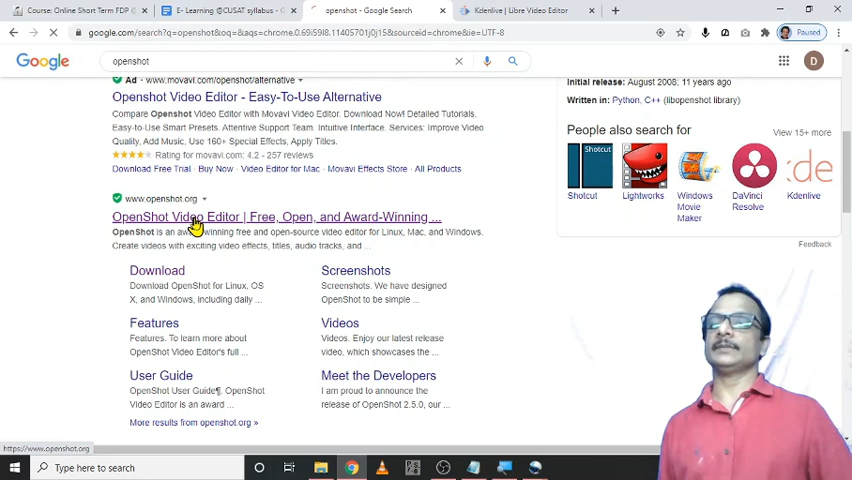 Course: Online Short Term FDP
E- Learning @CUSAT syllabus -
openshot - Google Search
Kdenlive | Libre Video Editor
google.com/search?q=openshot&oq=&aqs=chrome.0.69i59l8.11405701j0j15&sourceid=chrome&ie=UTF-8
Paused
Google
openshot
D
Ad · www.movavi.com/openshot/alternative
Openshot Video Editor - Easy-To-Use Alternative
Compare Openshot Video Editor with Movavi Video Editor. Download Now! Detailed Tutorials.
Easy-to-Use Smart Presets. Attentive Support Team. Intuitive Interface. Services: Improve Video
Quality, Add Music, Use 160+ Special Effects, Apply Titles.
Rating for movavi.com: 4.2 - 257 reviews
Download Free Trial · Buy Now · Video Editor for Mac · Movavi Effects Store · All Products
www.openshot.org
OpenShot Video Editor | Free, Open, and Award-Winning ...
OpenShot is an award-winning free and open-source video editor for Linux, Mac, and Windows.
Create videos with exciting video effects, titles, audio tracks, and ...
Download
Download OpenShot for Linux, OS
X, and Windows, including daily ...
Screenshots
Screenshots. We have designed
OpenShot to be simple ...
Features
Features. To learn more about
OpenShot Video Editor's full ...
Videos
Videos. Enjoy our latest release
video, which showcases the ...
User Guide
OpenShot User Guide¶. OpenShot
Video Editor is an award ...
Meet the Developers
I am proud to announce the
release of OpenShot 2.5.0, our ...
More results from openshot.org »
Initial release: August 2008; 11 years ago
Written in: Python, C++ (libopenshot library)
People also search for
View 15+ more
Shotcut
Lightworks
Windows
Movie
Maker
DaVinci
Resolve
Kdenlive
Feedback
https://www.openshot.org
Type here to search